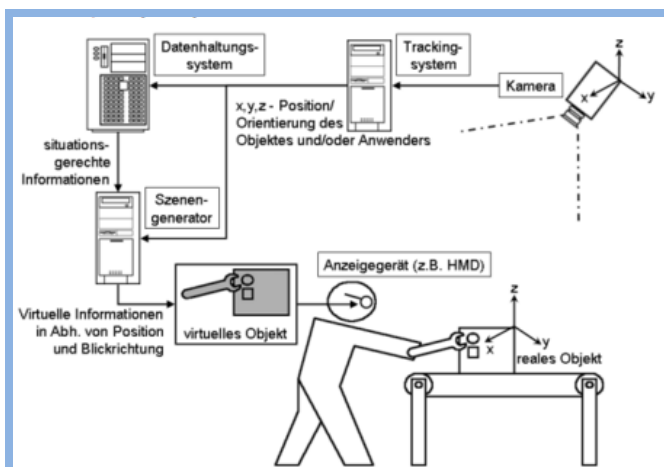 Datenhaltungs-
system
Tracking-
system
Kamera
z
x
y
x,y,z - Position/
Orientierung des
Objektes und/oder Anwenders
situations-
gerechte
Informationen
Szenen-
generator
Anzeigegerät (z.B. HMD)
Virtuelle Informationen
in Abh. von Position
und Blickrichtung
virtuelles Objekt
z
x
y
reales Objekt